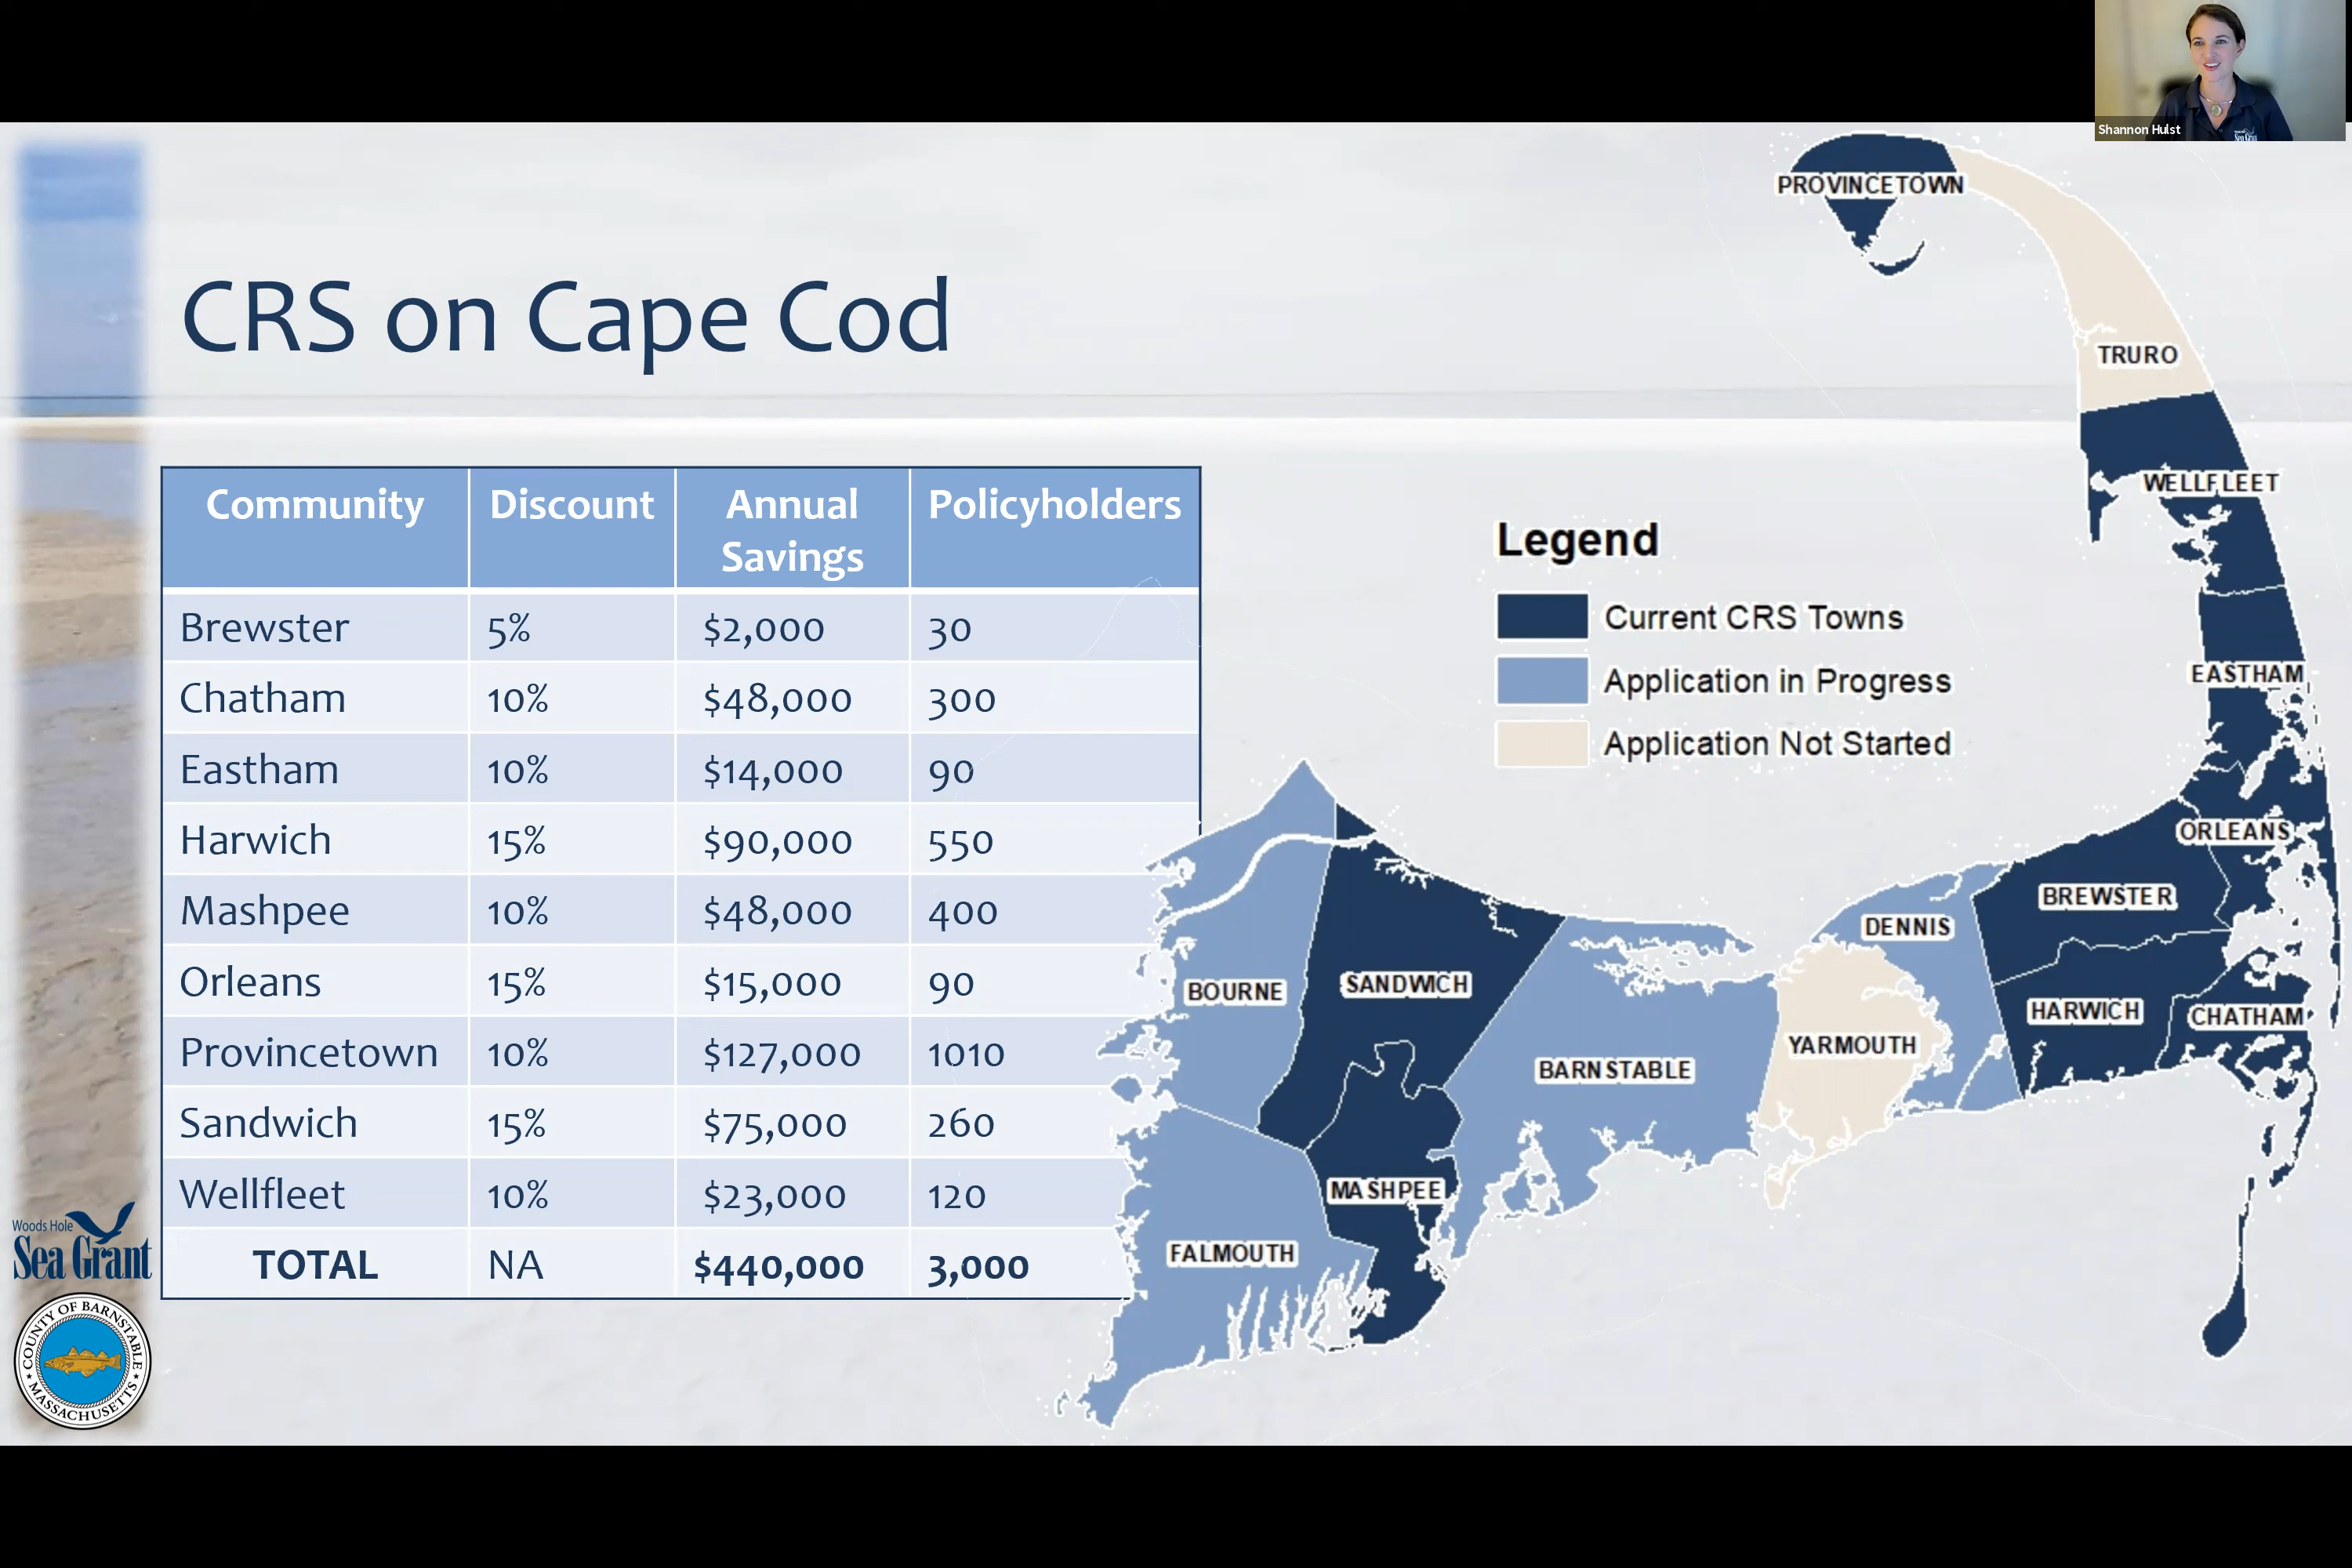 Shannon Hulst
CRS on Cape Cod
Community Discount Annual Savings Policyholders
Brewster 5% $2,000 30
Chatham 10% $48,000 300
Eastham 10% $14,000 90
Harwich 15% $90,000 550
Mashpee 10% $48,000 400
Orleans 15% $15,000 90
Provincetown 10% $127,000 1010
Sandwich 15% $75,000 260
Wellfleet 10% $23,000 120
TOTAL NA $440,000 3,000
Woods Hole
Sea Grant
COUNTY OF BARNSTABLE
MASSACHUSETTS
Legend
Current CRS Towns
Application in Progress
Application Not Started
PROVINCETOWN
TRURO
WELLFLEET
EASTHAM
ORLEANS
BREWSTER
DENNIS
HARWICH
CHATHAM
YARMOUTH
BARNSTABLE
SANDWICH
BOURNE
MASHPEE
FALMOUTH
Sea Grant